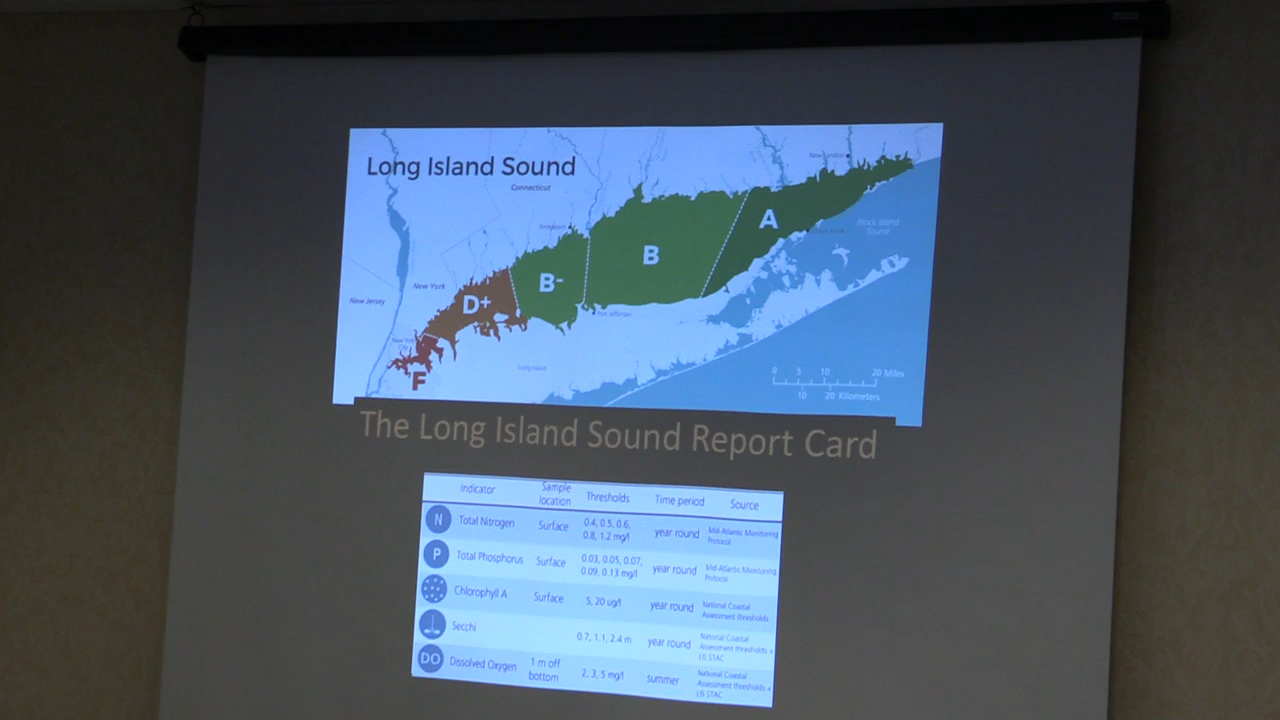 Long Island Sound
Connecticut
New London
Block Island
Sound
A
B
B-
D+
F
New York
New Jersey
New York
City
Port Jefferson
Long Island
0 5 10 20 Miles
10 20 Kilometers
The Long Island Sound Report Card
Indicator Sample location Thresholds Time period Source
N Total Nitrogen Surface 0.4, 0.5, 0.6, 0.8, 1.2 mg/l year round Mid-Atlantic Monitoring Protocol
P Total Phosphorus Surface 0.03, 0.05, 0.07, 0.09, 0.13 mg/l year round Mid-Atlantic Monitoring Protocol
Chlorophyll A Surface 5, 20 ug/l year round National Coastal Assessment thresholds
Secchi 0.7, 1.1, 2.4 m year round National Coastal Assessment thresholds + LIS STAC
DO Dissolved Oxygen 1 m off bottom 2, 3, 5 mg/l summer National Coastal Assessment thresholds + LIS STAC